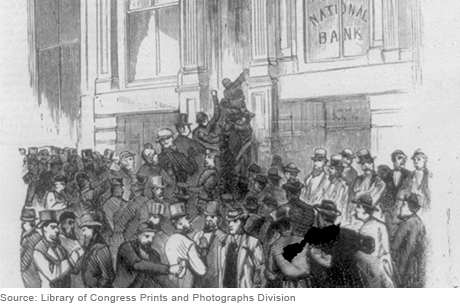 NATIONAL
BANK
Source: Library of Congress Prints and Photographs Division